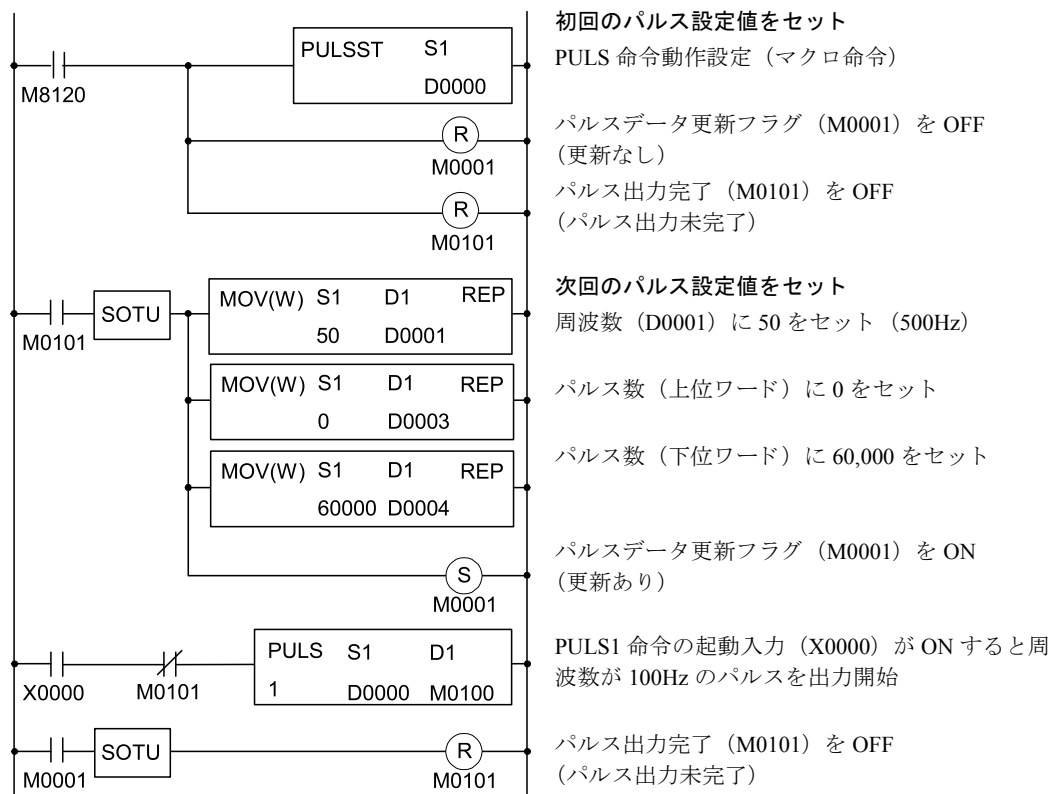 初回のパルス設定値をセット
PULSST S1
D0000
PULS 命令動作設定（マクロ命令）
M8120
R
M0001
パルスデータ更新フラグ（M0001）を OFF
（更新なし）
R
M0101
パルス出力完了（M0101）を OFF
（パルス出力未完了）
次回のパルス設定値をセット
M0101
SOTU
MOV(W) S1 D1 REP
50 D0001
周波数（D0001）に 50 をセット（500Hz）
MOV(W) S1 D1 REP
0 D0003
パルス数（上位ワード）に 0 をセット
MOV(W) S1 D1 REP
60000 D0004
パルス数（下位ワード）に 60,000 をセット
S
M0001
パルスデータ更新フラグ（M0001）を ON
（更新あり）
X0000
M0101
PULS S1 D1
1 D0000 M0100
PULS1 命令の起動入力（X0000）が ON すると周
波数が 100Hz のパルスを出力開始
M0001
SOTU
R
M0101
パルス出力完了（M0101）を OFF
（パルス出力未完了）